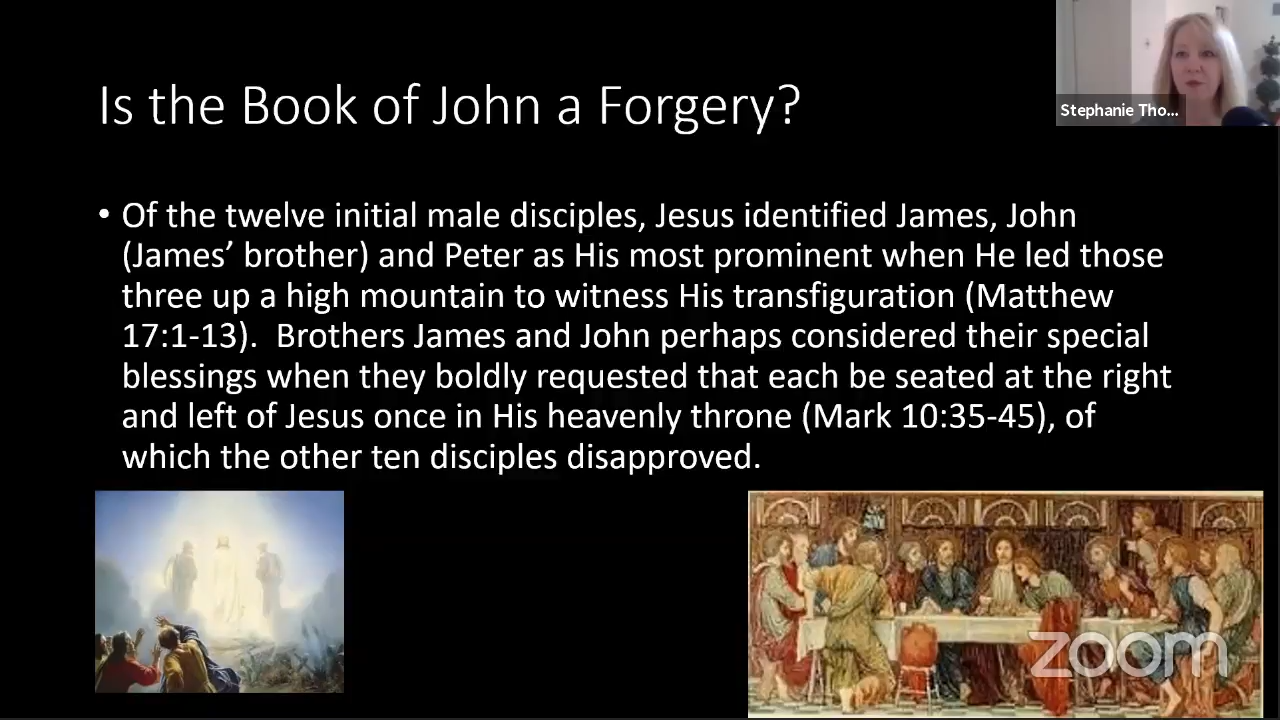 Stephanie Tho...
Is the Book of John a Forgery?
• Of the twelve initial male disciples, Jesus identified James, John
(James’ brother) and Peter as His most prominent when He led those
three up a high mountain to witness His transfiguration (Matthew
17:1-13).  Brothers James and John perhaps considered their special
blessings when they boldly requested that each be seated at the right
and left of Jesus once in His heavenly throne (Mark 10:35-45), of
which the other ten disciples disapproved.
zoom